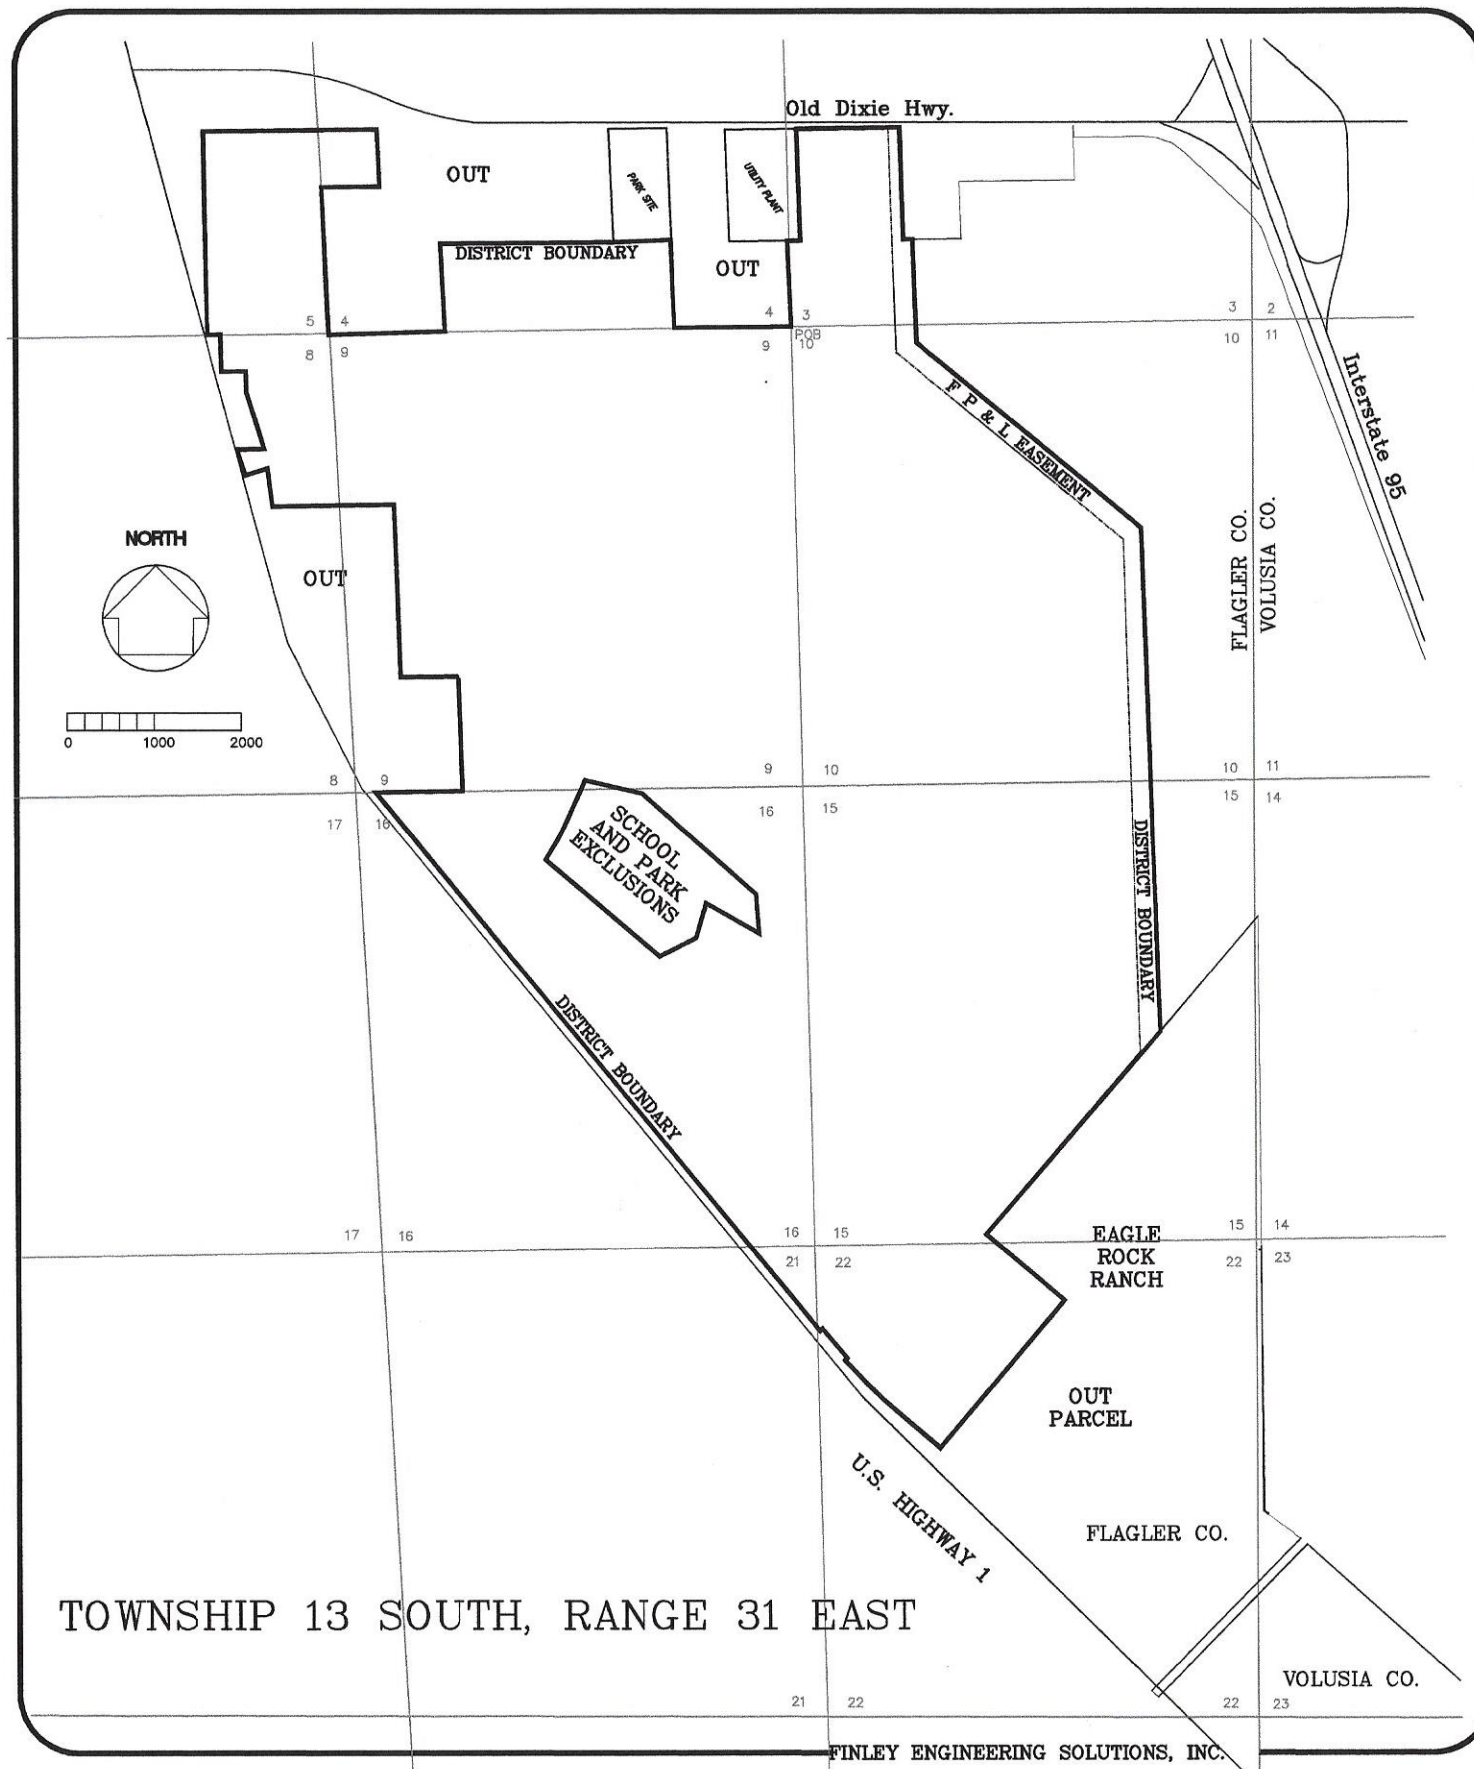 Old Dixie Hwy.
OUT
PARK SITE
UTILITY PLANT
DISTRICT BOUNDARY
OUT
5 4
4 3
3 2
8 9
POB
9 10
10 11
Interstate 95
F P & L EASEMENT
FLAGLER CO.
VOLUSIA CO.
NORTH
OUT
0 1000 2000
8 9
9 10
10 11
17 16
16 15
15 14
SCHOOL
AND PARK
EXCLUSIONS
DISTRICT BOUNDARY
DISTRICT BOUNDARY
17 16
16 15
15 14
21 22
22 23
EAGLE
ROCK
RANCH
OUT
PARCEL
U.S. HIGHWAY 1
FLAGLER CO.
TOWNSHIP 13 SOUTH, RANGE 31 EAST
VOLUSIA CO.
21 22
22 23
FINLEY ENGINEERING SOLUTIONS, INC.